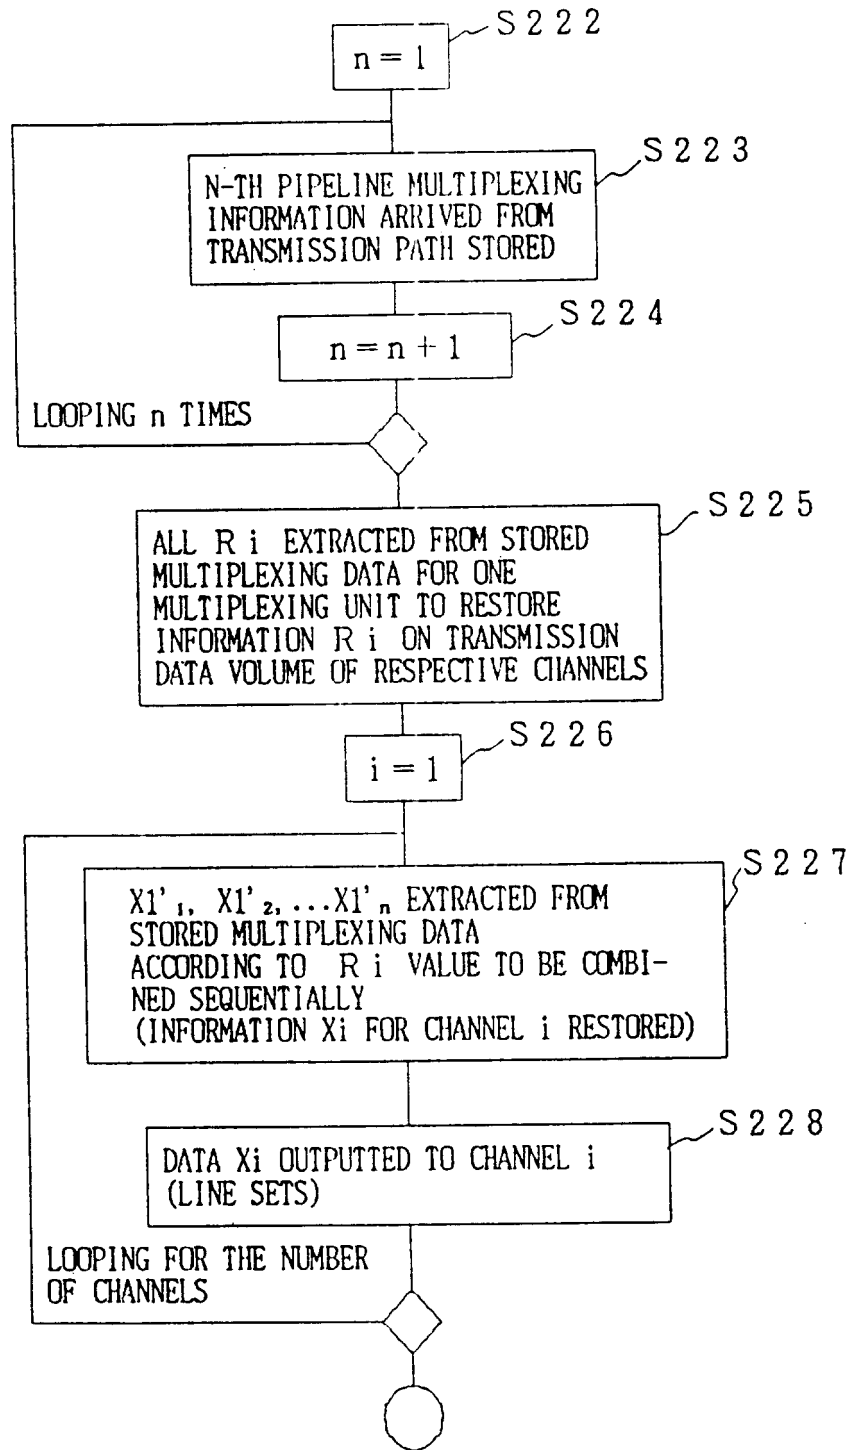 S222
n = 1
S223
N-TH PIPELINE MULTIPLEXING
INFORMATION ARRIVED FROM
TRANSMISSION PATH STORED
S224
n = n + 1
LOOPING n TIMES
S225
ALL Ri EXTRACTED FROM STORED
MULTIPLEXING DATA FOR ONE
MULTIPLEXING UNIT TO RESTORE
INFORMATION Ri ON TRANSMISSION
DATA VOLUME OF RESPECTIVE CHANNELS
S226
i = 1
S227
X1'₁, X1'₂, ...X1'ₙ EXTRACTED FROM
STORED MULTIPLEXING DATA
ACCORDING TO Ri VALUE TO BE COMBI-
NED SEQUENTIALLY
(INFORMATION Xi FOR CHANNEL i RESTORED)
S228
DATA Xi OUTPUTTED TO CHANNEL i
(LINE SETS)
LOOPING FOR THE NUMBER
OF CHANNELS